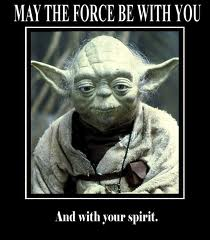 MAY THE FORCE BE WITH YOU
And with your spirit.